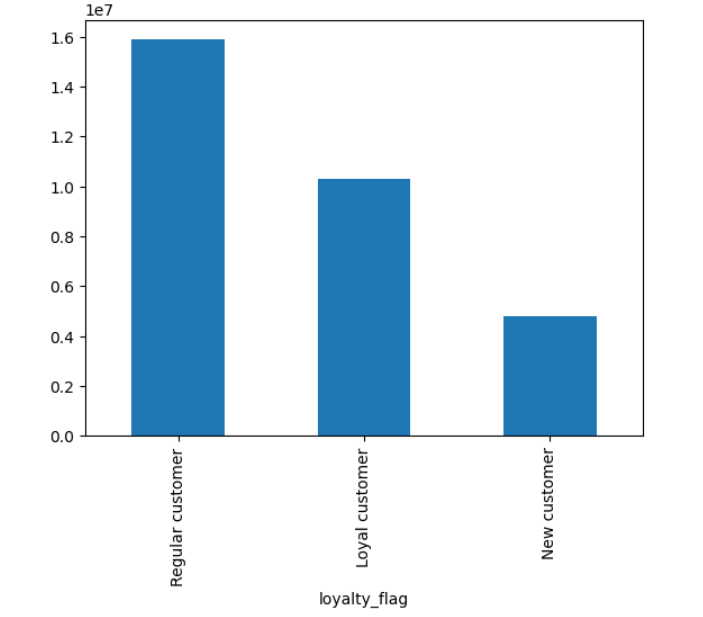 1e7
1.6
1.4
1.2
1.0
0.8
0.6
0.4
0.2
0.0
Regular customer
Loyal customer
New customer
loyalty_flag